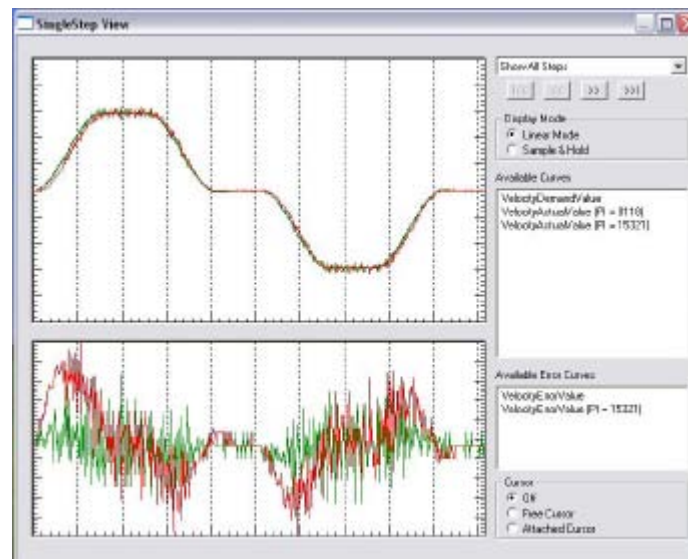 SingleStep View
Show All Steps
>>
>>|
Display Mode
Linear Mode
Sample & Hold
Available Curves
VelocityDemandValue
VelocityActualValue (PI = 8118)
VelocityActualValue (PI = 15321)
Available Error Curves
VelocityErrorValue
VelocityErrorValue (PI = 15321)
Cursor
Off
Free Cursor
Attached Cursor